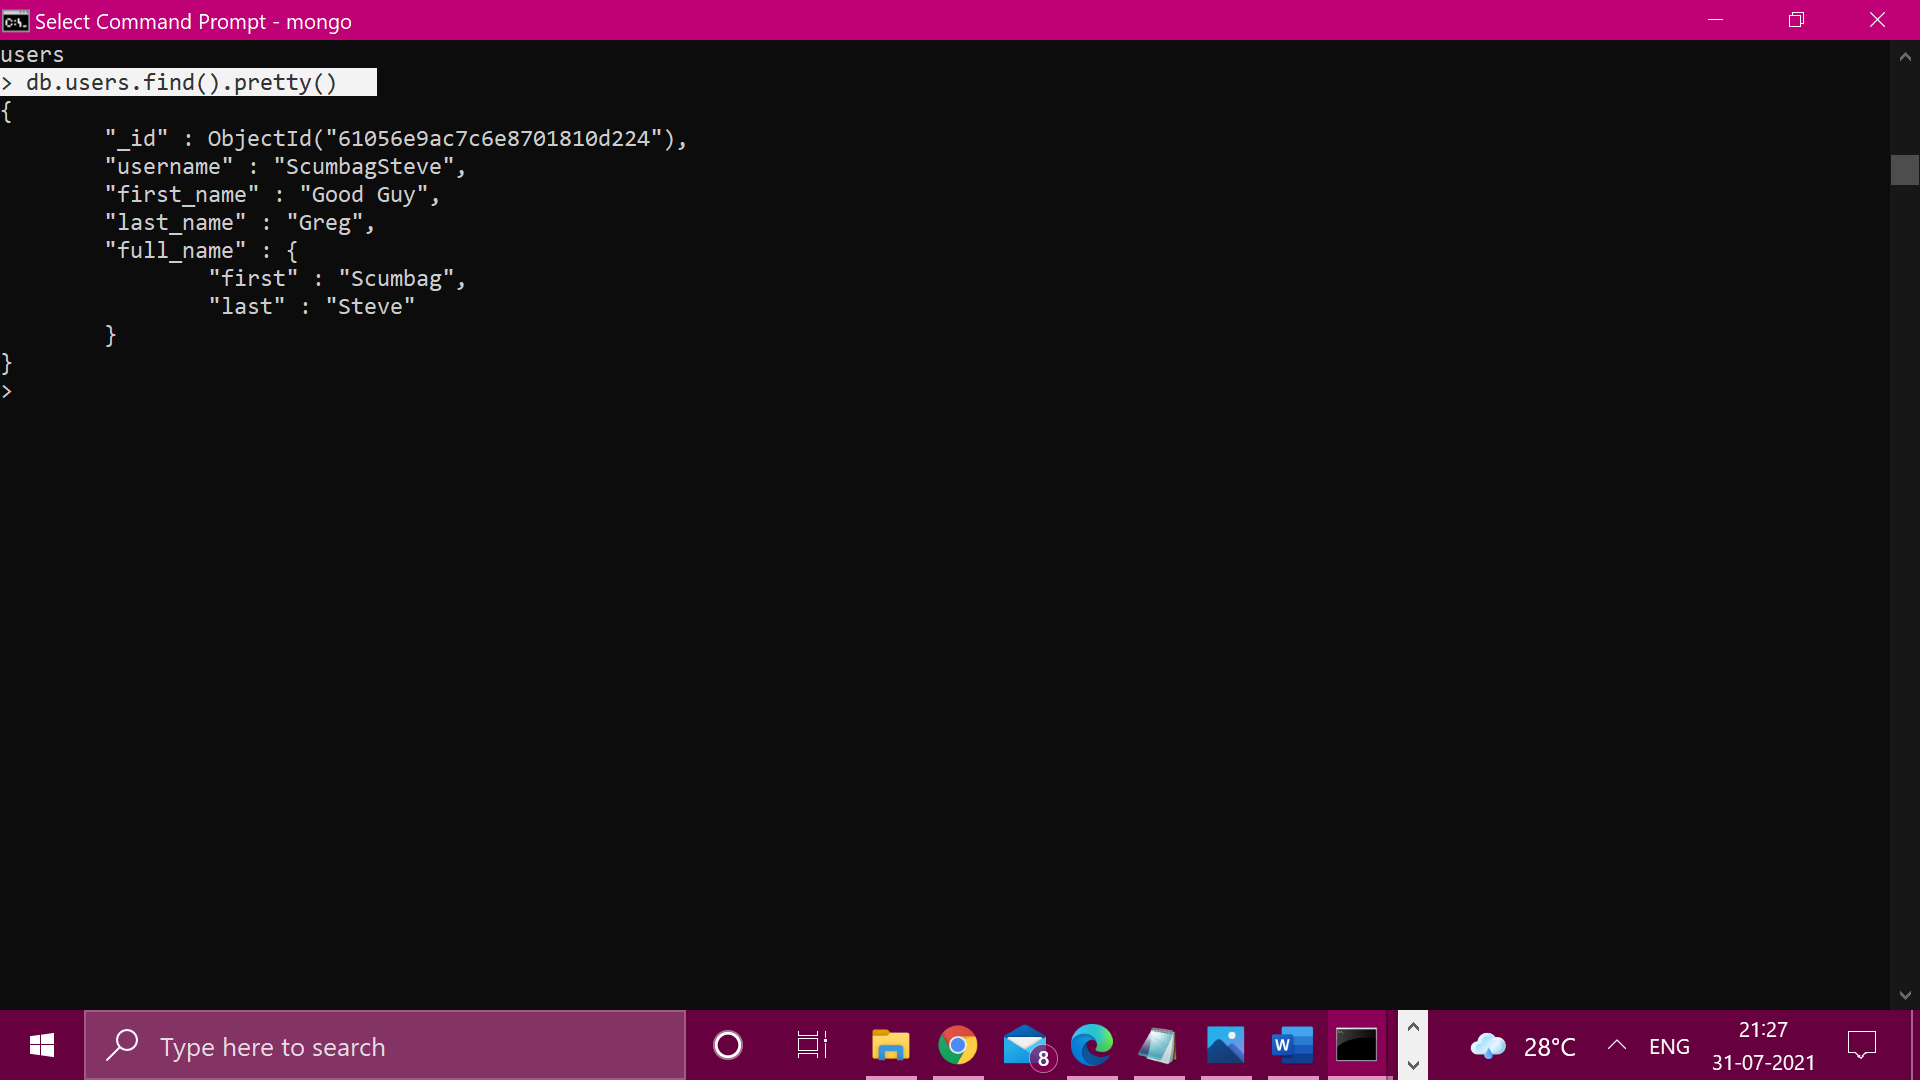 Select Command Prompt - mongo
users
> db.users.find().pretty()
{
        "_id" : ObjectId("61056e9ac7c6e8701810d224"),
        "username" : "ScumbagSteve",
        "first_name" : "Good Guy",
        "last_name" : "Greg",
        "full_name" : {
                "first" : "Scumbag",
                "last" : "Steve"
        }
}
>
Type here to search
8
28°C
ENG
21:27
31-07-2021